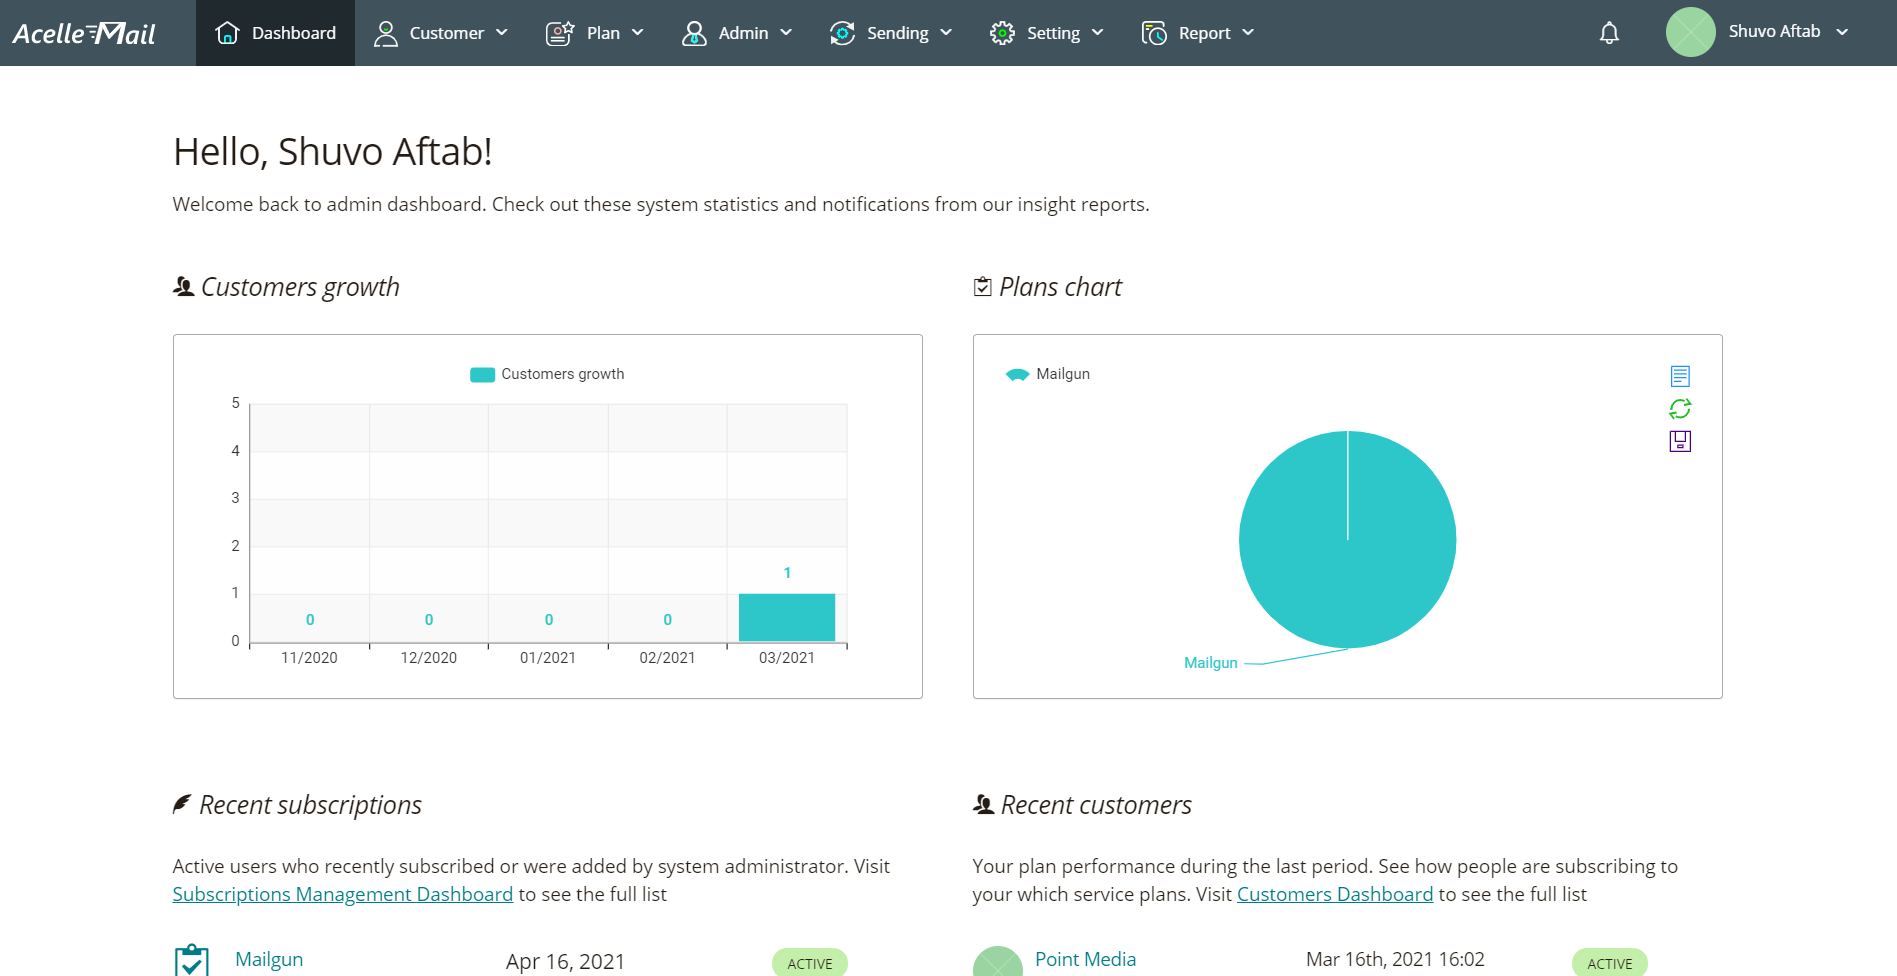 AcelleMail
Dashboard
Customer
Plan
Admin
Sending
Setting
Report
Shuvo Aftab
Hello, Shuvo Aftab!
Welcome back to admin dashboard. Check out these system statistics and notifications from our insight reports.
Customers growth
Customers growth
5
4
3
2
1
0
0
0
0
0
1
11/2020
12/2020
01/2021
02/2021
03/2021
Plans chart
Mailgun
Mailgun
Recent subscriptions
Active users who recently subscribed or were added by system administrator. Visit
Subscriptions Management Dashboard to see the full list
Mailgun
Apr 16, 2021
ACTIVE
Recent customers
Your plan performance during the last period. See how people are subscribing to
your which service plans. Visit Customers Dashboard to see the full list
Point Media
Mar 16th, 2021 16:02
ACTIVE